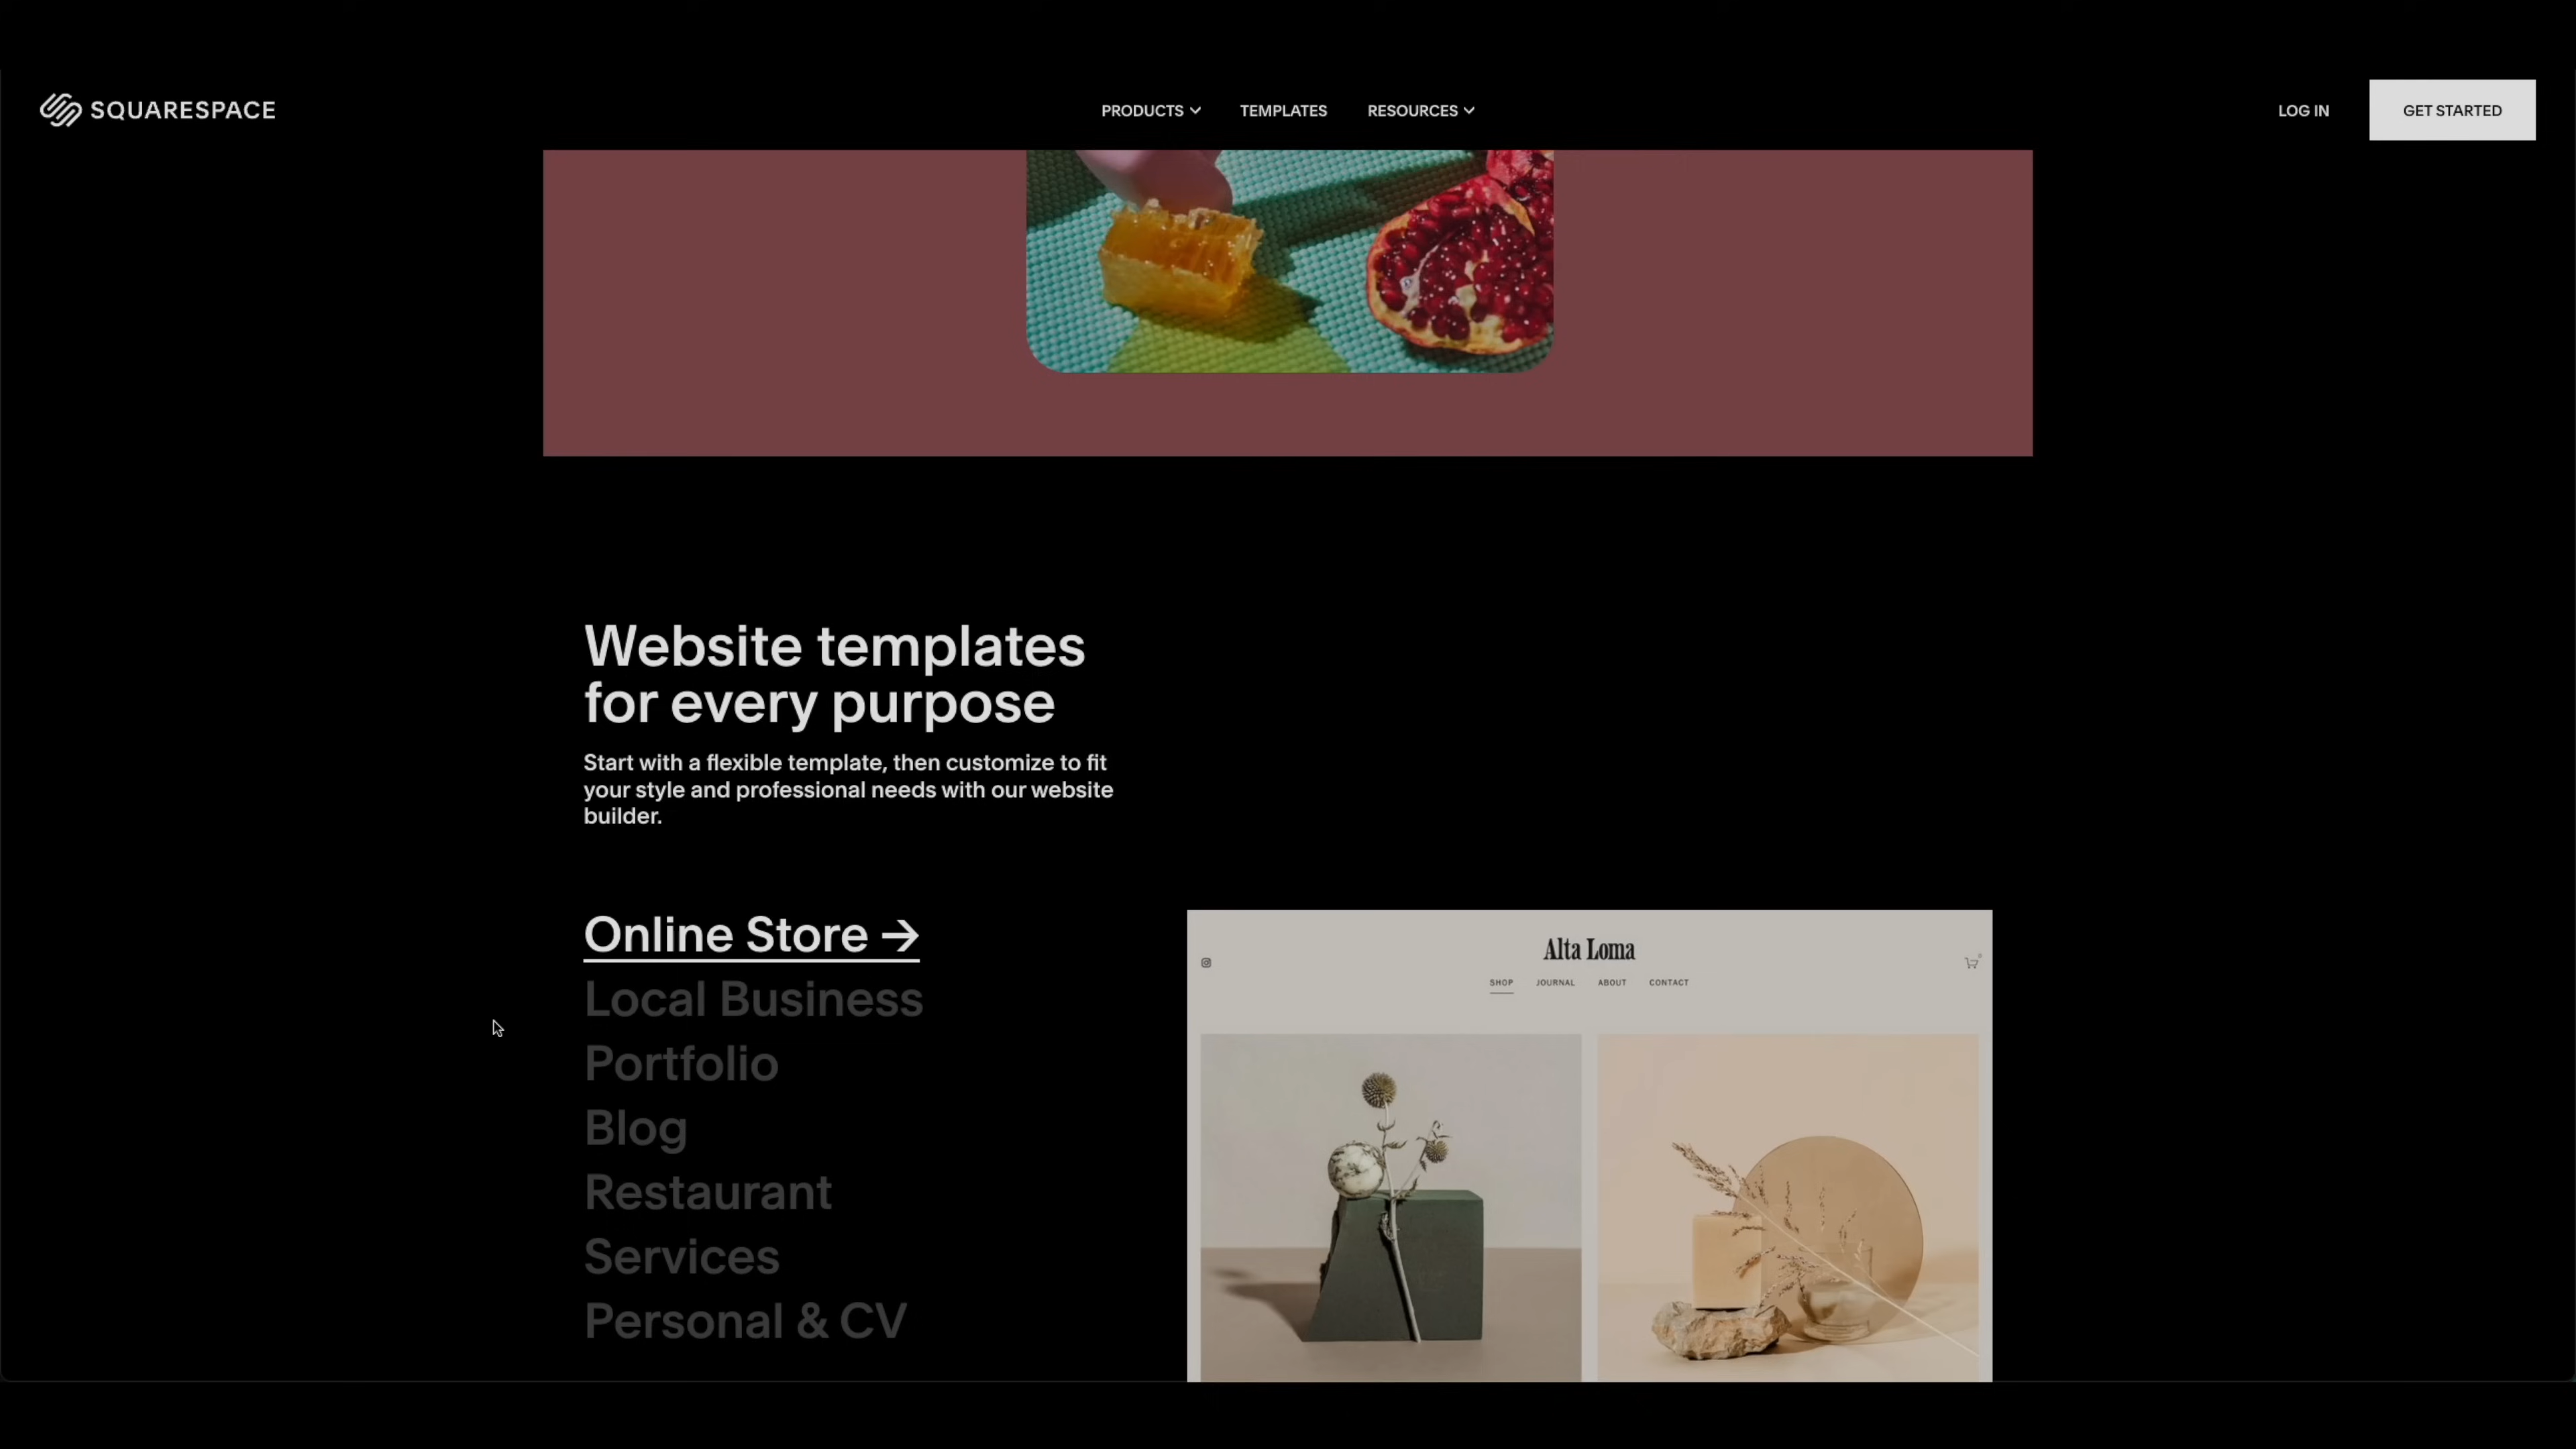 SQUARESPACE
PRODUCTS
TEMPLATES
RESOURCES
LOG IN
GET STARTED
Website templates
for every purpose
Start with a flexible template, then customize to fit
your style and professional needs with our website
builder.
Online Store →
Local Business
Portfolio
Blog
Restaurant
Services
Personal & CV
Alta Loma
SHOP
JOURNAL
ABOUT
CONTACT